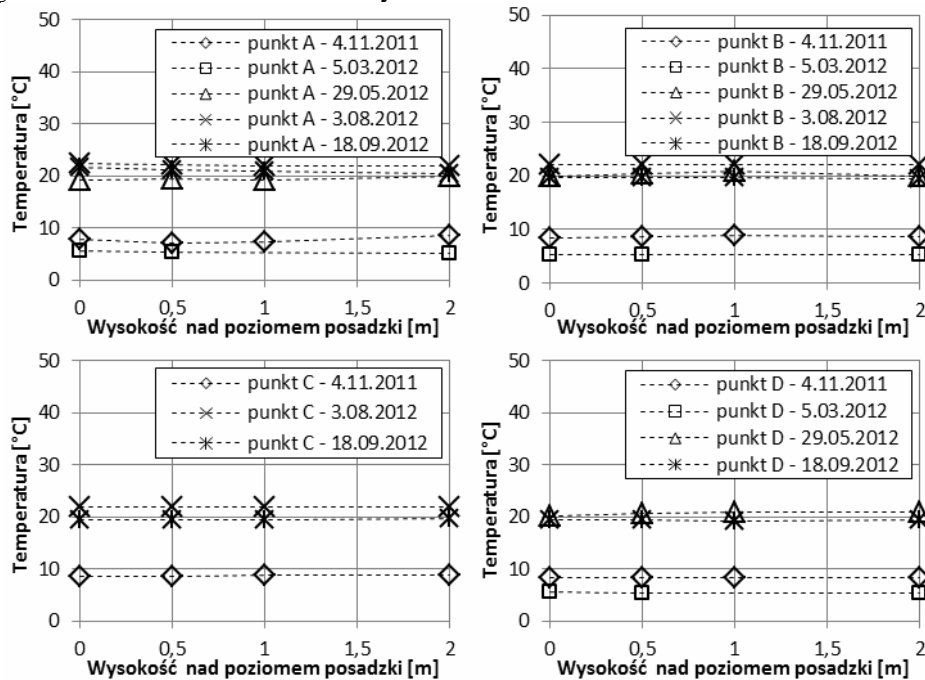 50
40
30
20
10
0
Temperatura [°C]
punkt A - 4.11.2011
punkt A - 5.03.2012
punkt A - 29.05.2012
punkt A - 3.08.2012
punkt A - 18.09.2012
0 0,5 1 1,5 2
Wysokość nad poziomem posadzki [m]
50
40
30
20
10
0
Temperatura [°C]
punkt B - 4.11.2011
punkt B - 5.03.2012
punkt B - 29.05.2012
punkt B - 3.08.2012
punkt B - 18.09.2012
0 0,5 1 1,5 2
Wysokość nad poziomem posadzki [m]
50
40
30
20
10
0
Temperatura [°C]
punkt C - 4.11.2011
punkt C - 3.08.2012
punkt C - 18.09.2012
0 0,5 1 1,5 2
Wysokość nad poziomem posadzki [m]
50
40
30
20
10
0
Temperatura [°C]
punkt D - 4.11.2011
punkt D - 5.03.2012
punkt D - 29.05.2012
punkt D - 18.09.2012
0 0,5 1 1,5 2
Wysokość nad poziomem posadzki [m]